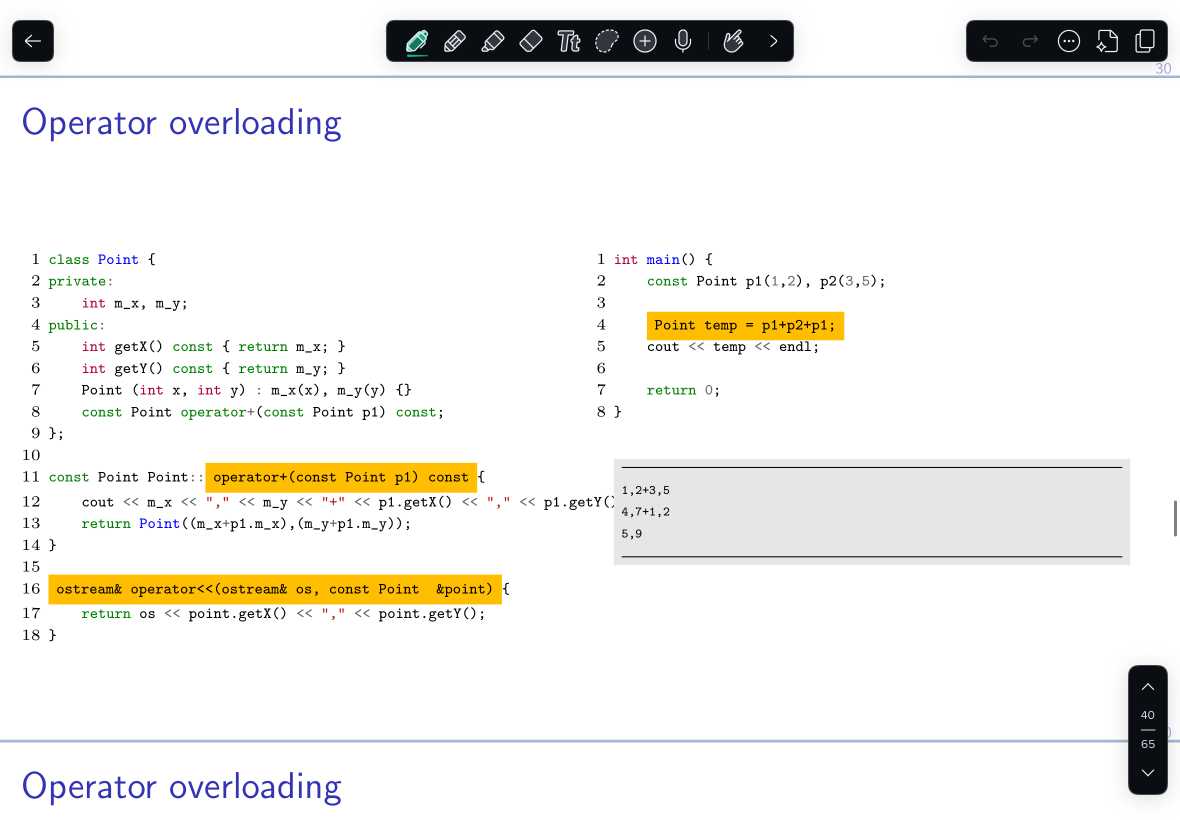 Tt
30
Operator overloading
1 class Point {
2 private:
3 int m_x, m_y;
4 public:
5 int getX() const { return m_x; }
6 int getY() const { return m_y; }
7 Point (int x, int y) : m_x(x), m_y(y) {}
8 const Point operator+(const Point p1) const;
9 };
10
11 const Point Point:: operator+(const Point p1) const {
12 cout << m_x << "," << m_y << "+" << p1.getX() << "," << p1.getY()
13 return Point((m_x+p1.m_x),(m_y+p1.m_y));
14 }
15
16 ostream& operator<<(ostream& os, const Point &point) {
17 return os << point.getX() << "," << point.getY();
18 }
1 int main() {
2 const Point p1(1,2), p2(3,5);
3
4 Point temp = p1+p2+p1;
5 cout << temp << endl;
6
7 return 0;
8 }
1,2+3,5
4,7+1,2
5,9
40
65
Operator overloading